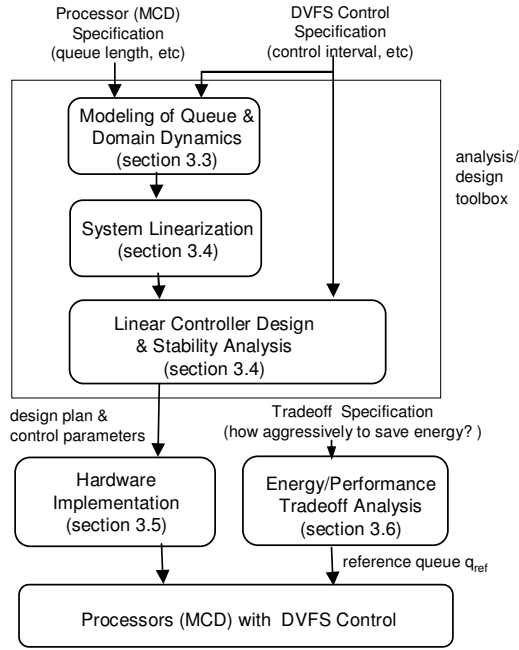 Processor (MCD)
Specification
(queue length, etc)
DVFS Control
Specification
(control interval, etc)
Modeling of Queue &
Domain Dynamics
(section 3.3)
analysis/
design
toolbox
System Linearization
(section 3.4)
Linear Controller Design
& Stability Analysis
(section 3.4)
design plan &
control parameters
Tradeoff Specification
(how aggressively to save energy? )
Hardware
Implementation
(section 3.5)
Energy/Performance
Tradeoff Analysis
(section 3.6)
reference queue qref
Processors (MCD) with DVFS Control